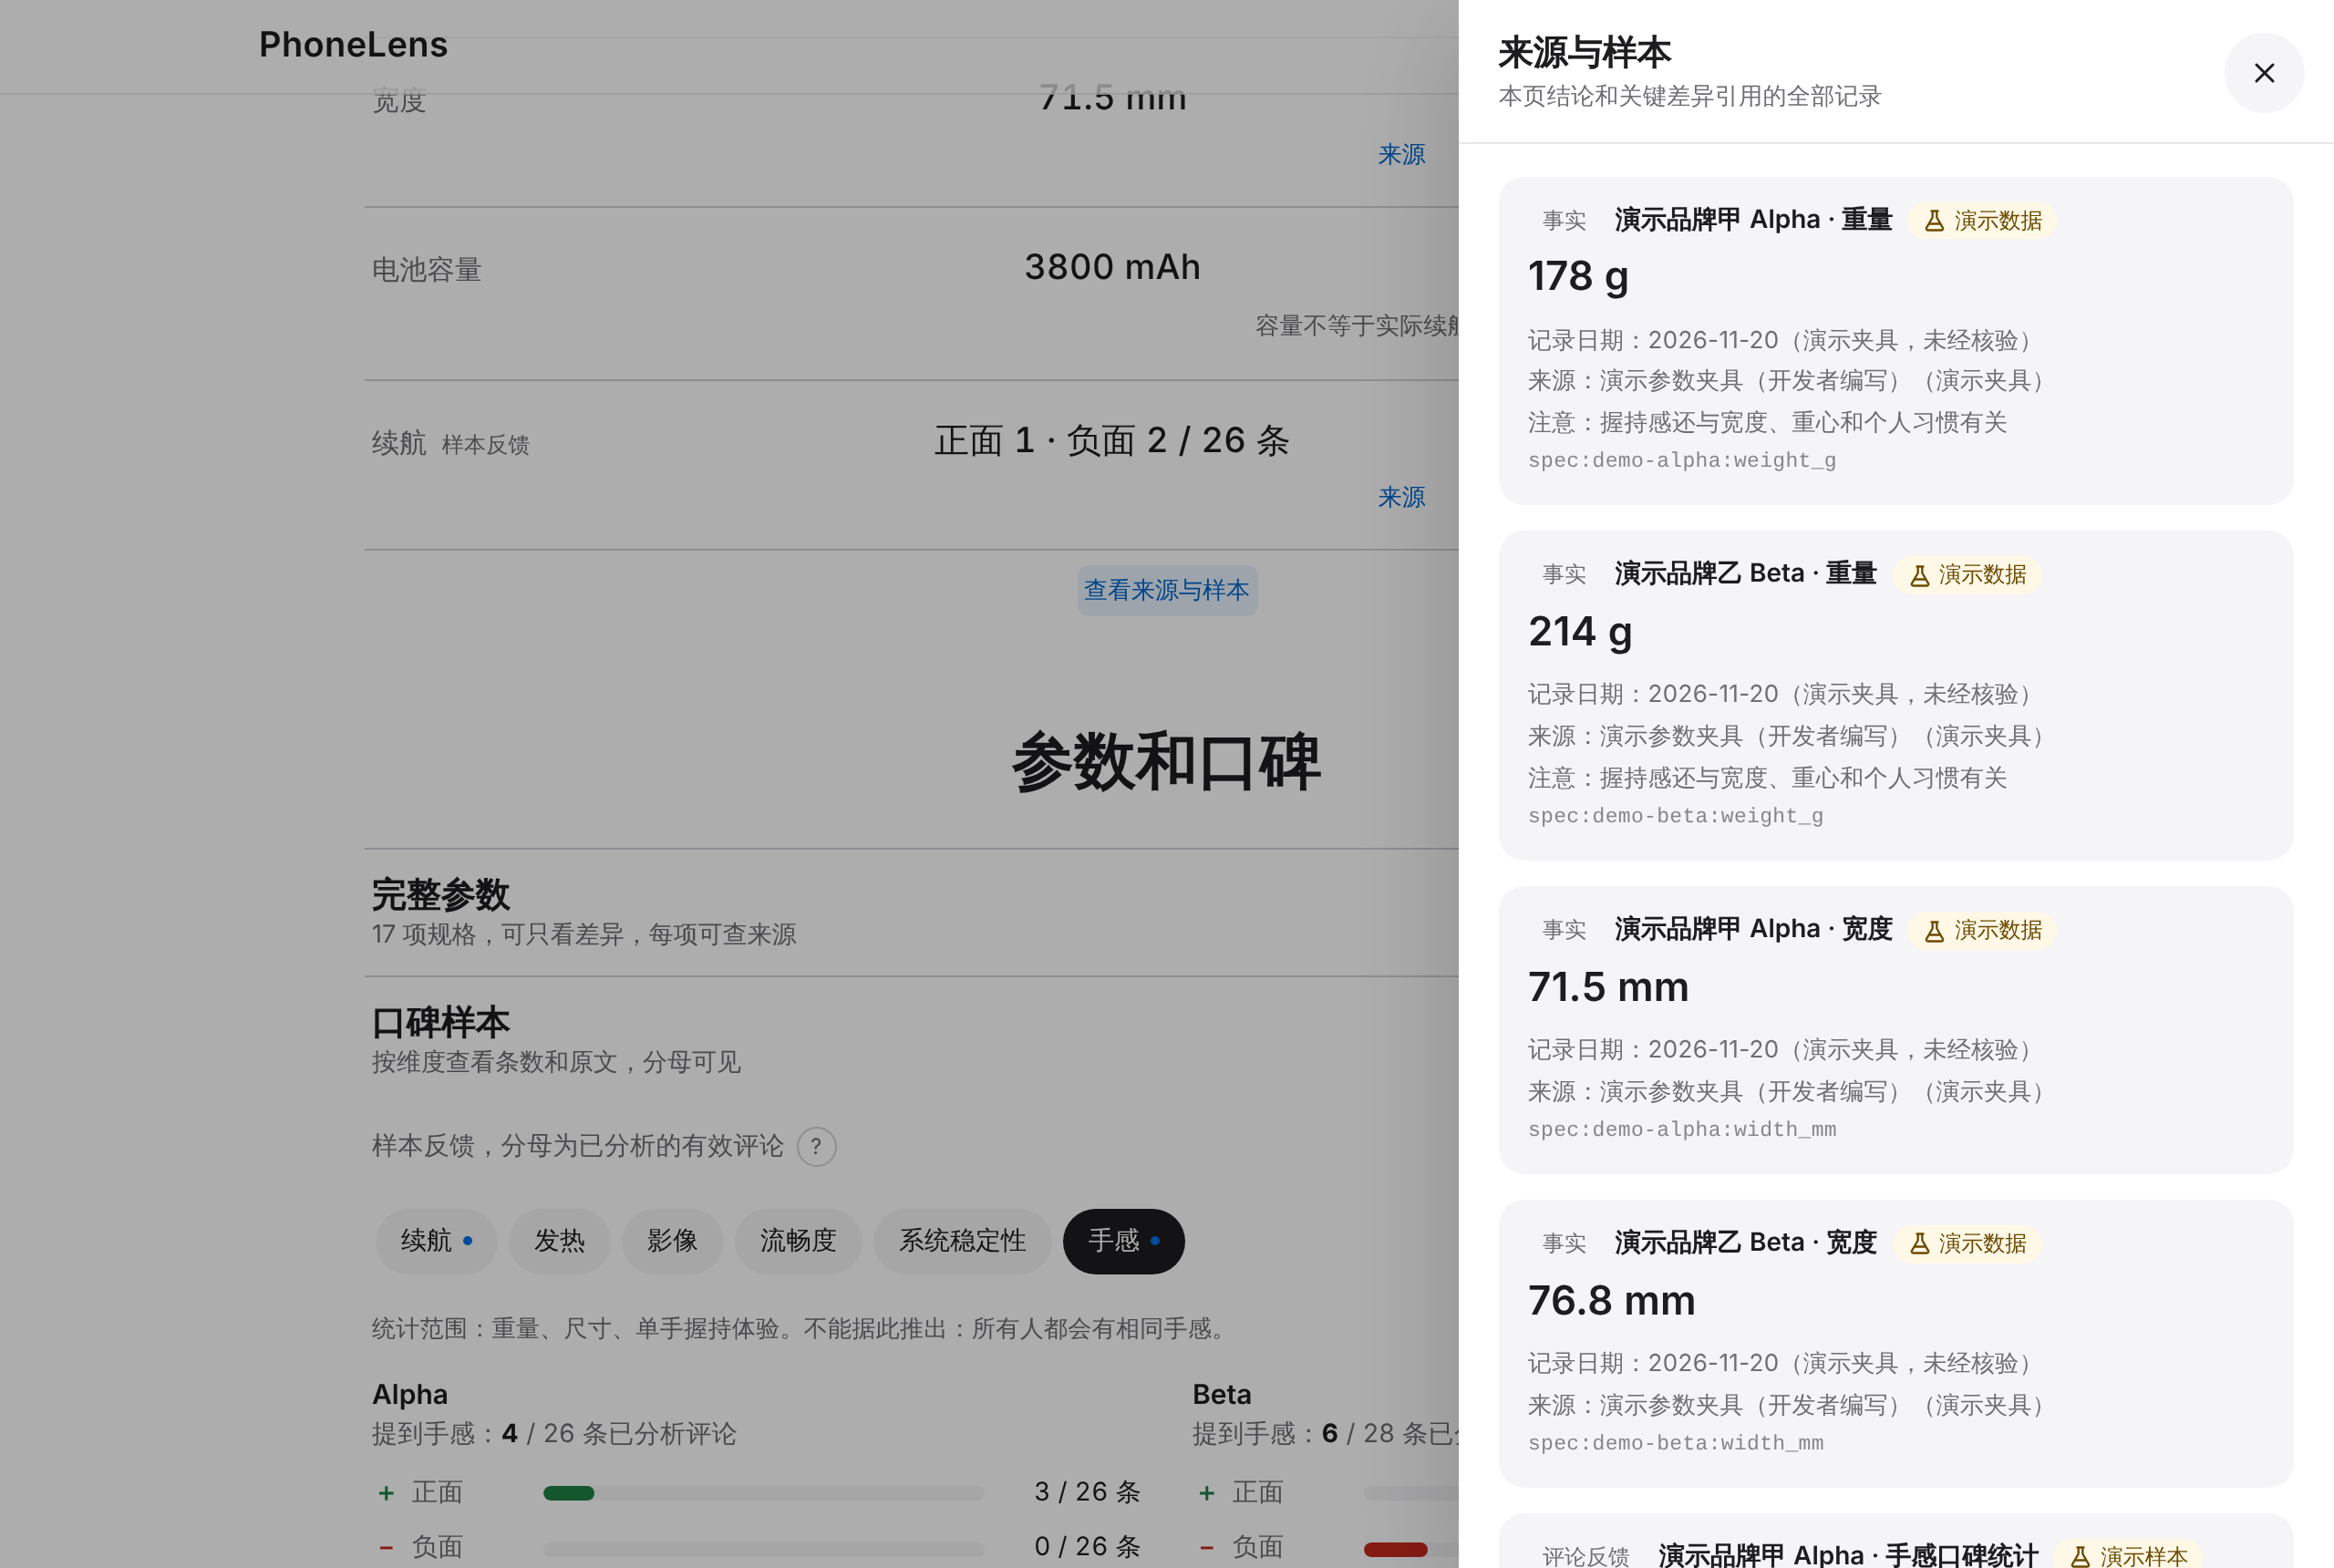 PhoneLens
宽度
71.5 mm
来源
电池容量
3800 mAh
容量不等于实际续航
续航 样本反馈
正面 1 · 负面 2 / 26 条
来源
查看来源与样本
参数和口碑
完整参数
17 项规格，可只看差异，每项可查来源
口碑样本
按维度查看条数和原文，分母可见
样本反馈，分母为已分析的有效评论 ?
续航 发热 影像 流畅度 系统稳定性 手感
统计范围：重量、尺寸、单手握持体验。不能据此推出：所有人都会有相同手感。
Alpha
提到手感：4 / 26 条已分析评论
+ 正面 3 / 26 条
− 负面 0 / 26 条
Beta
提到手感：6 / 28 条已
+ 正面
− 负面
来源与样本
本页结论和关键差异引用的全部记录
事实 演示品牌甲 Alpha · 重量 演示数据
178 g
记录日期：2026-11-20（演示夹具，未经核验）
来源：演示参数夹具（开发者编写）（演示夹具）
注意：握持感还与宽度、重心和个人习惯有关
spec:demo-alpha:weight_g
事实 演示品牌乙 Beta · 重量 演示数据
214 g
记录日期：2026-11-20（演示夹具，未经核验）
来源：演示参数夹具（开发者编写）（演示夹具）
注意：握持感还与宽度、重心和个人习惯有关
spec:demo-beta:weight_g
事实 演示品牌甲 Alpha · 宽度 演示数据
71.5 mm
记录日期：2026-11-20（演示夹具，未经核验）
来源：演示参数夹具（开发者编写）（演示夹具）
spec:demo-alpha:width_mm
事实 演示品牌乙 Beta · 宽度 演示数据
76.8 mm
记录日期：2026-11-20（演示夹具，未经核验）
来源：演示参数夹具（开发者编写）（演示夹具）
spec:demo-beta:width_mm
评论反馈 演示品牌甲 Alpha · 手感口碑统计 演示样本